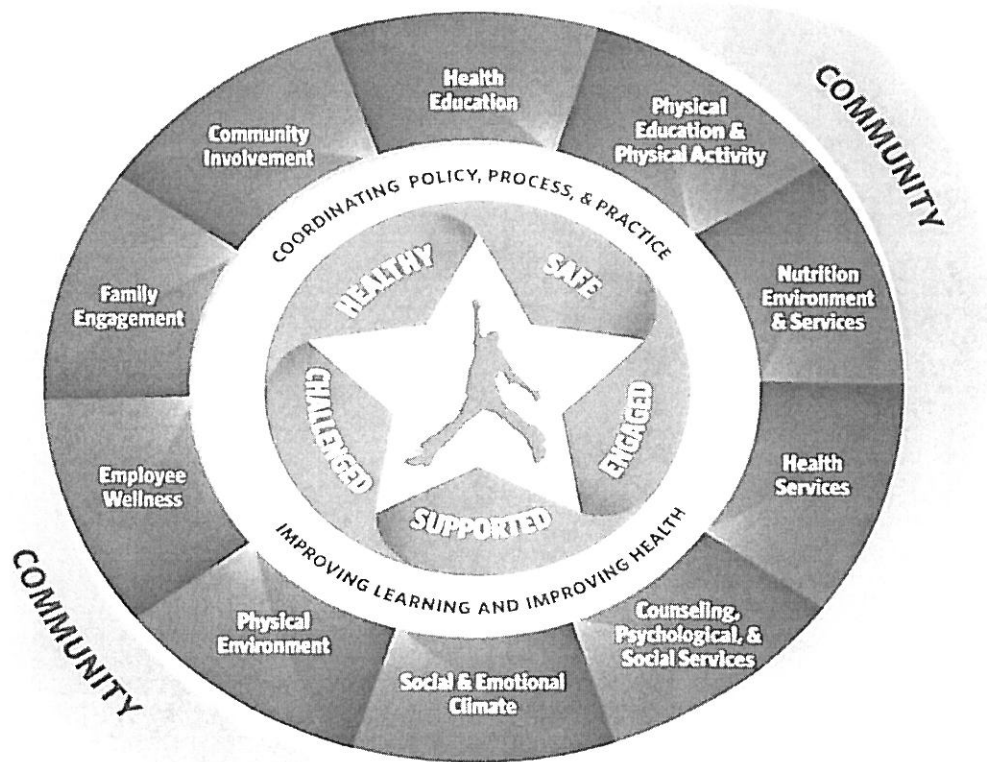 COMMUNITY
Health
Education
Physical
Education &
Physical Activity
Nutrition
Environment
& Services
Health
Services
Counseling,
Psychological, &
Social Services
Social & Emotional
Climate
Physical
Environment
Employee
Wellness
Family
Engagement
Community
Involvement
COORDINATING POLICY, PROCESS, & PRACTICE
IMPROVING LEARNING AND IMPROVING HEALTH
HEALTHY
SAFE
ENGAGED
SUPPORTED
CHALLENGED
COMMUNITY